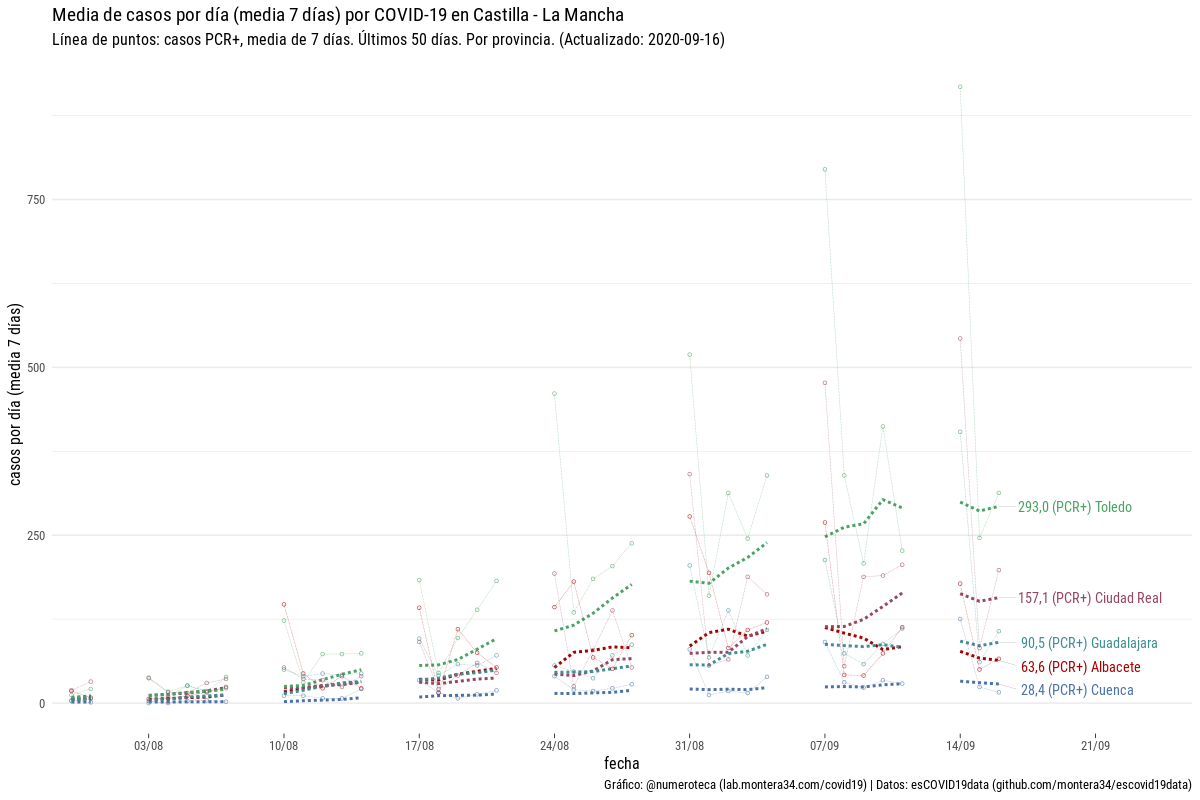 Media de casos por día (media 7 días) por COVID-19 en Castilla - La Mancha
Línea de puntos: casos PCR+, media de 7 días. Últimos 50 días. Por provincia. (Actualizado: 2020-09-16)
casos por día (media 7 días)
750
500
250
0
293,0 (PCR+) Toledo
157,1 (PCR+) Ciudad Real
90,5 (PCR+) Guadalajara
63,6 (PCR+) Albacete
28,4 (PCR+) Cuenca
03/08 10/08 17/08 24/08 31/08 07/09 14/09 21/09
fecha
Gráfico: @numeroteca (lab.montera34.com/covid19) | Datos: esCOVID19data (github.com/montera34/escovid19data)